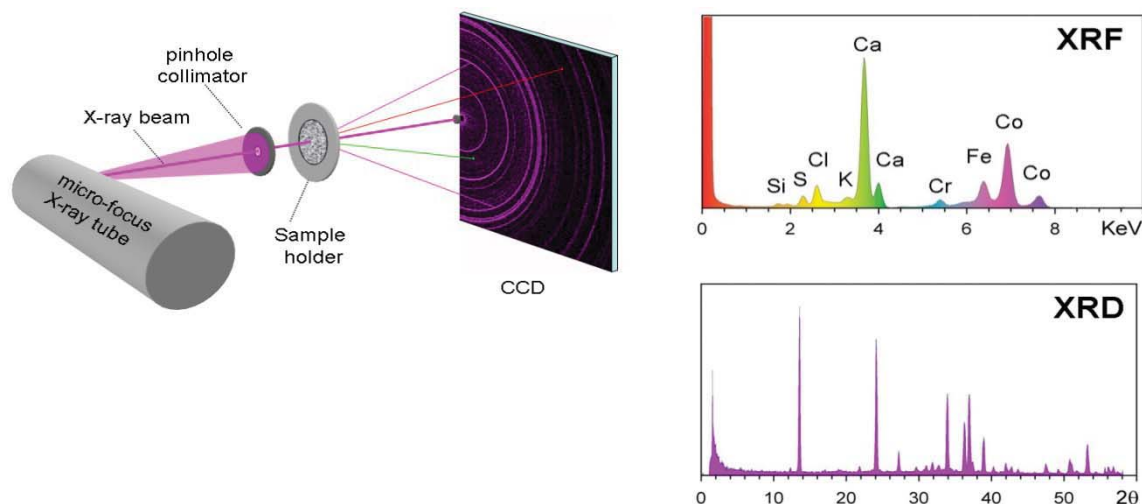 pinhole
collimator
X-ray beam
micro-focus
X-ray tube
Sample
holder
CCD
XRF
Ca
Co
Si
S
Cl
K
Ca
Cr
Fe
Co
0 2 4 6 8 KeV
XRD
0 10 20 30 40 50 2θ